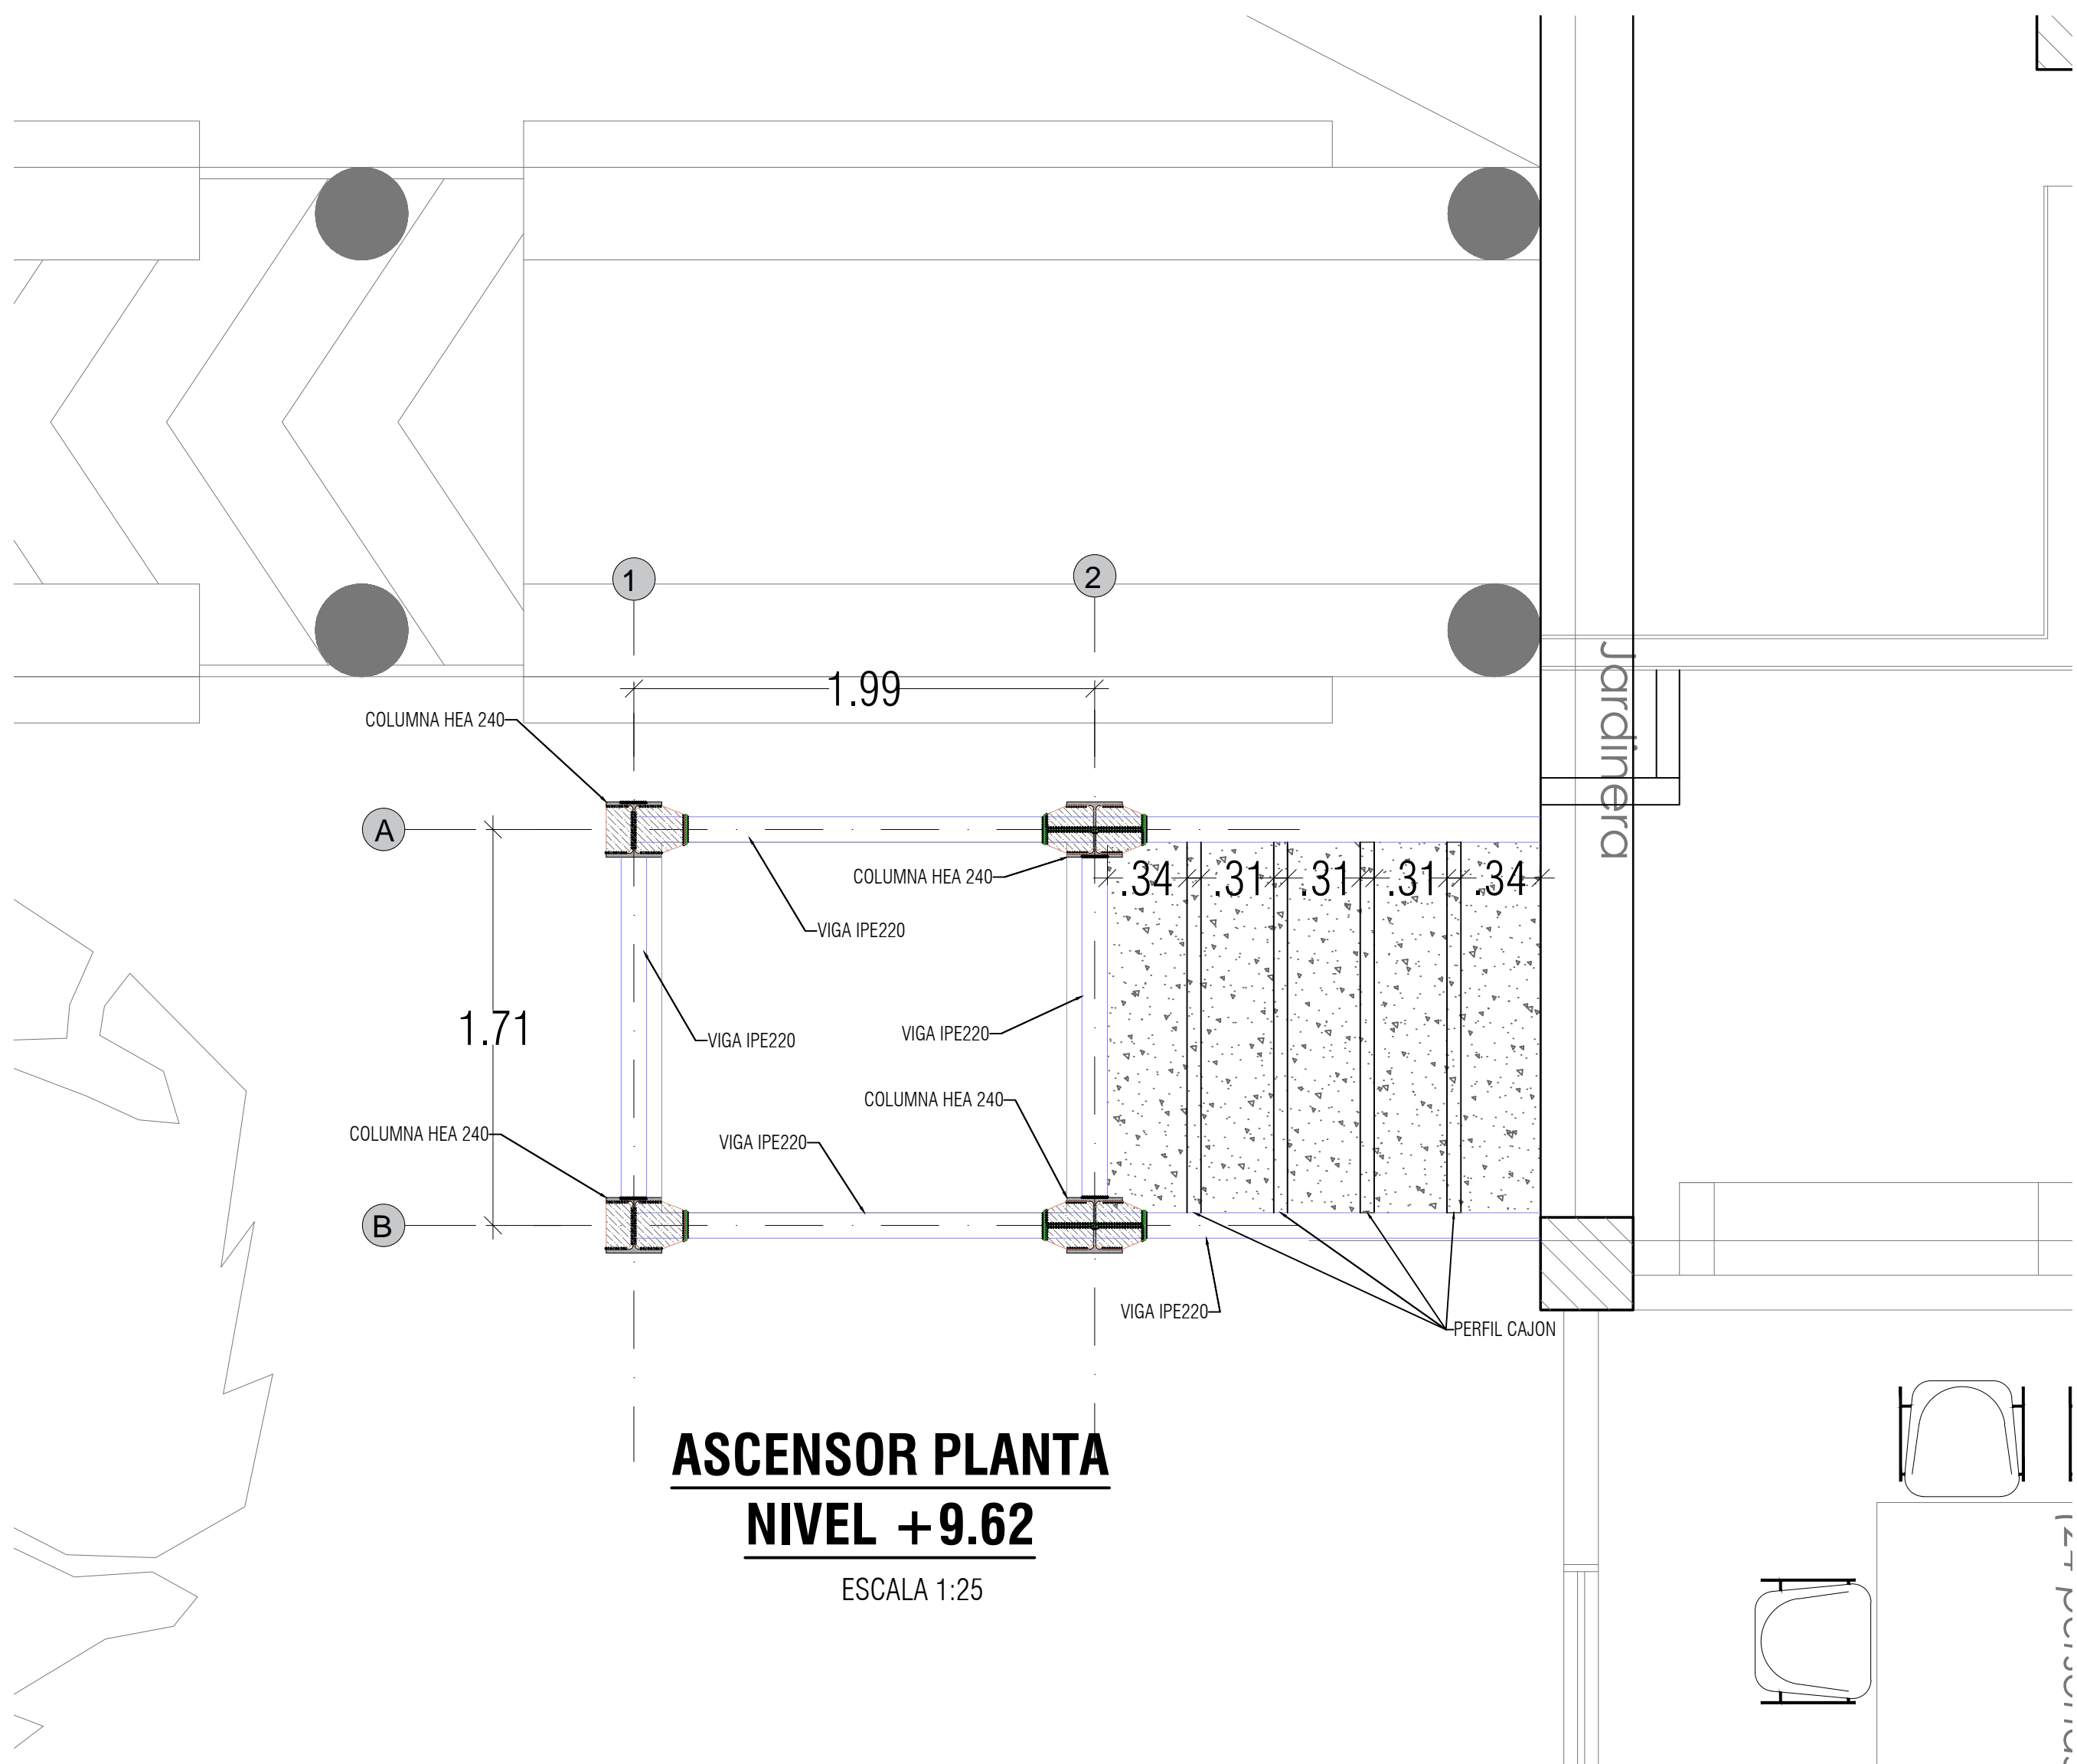 1
2
Jardinera
1.99
COLUMNA HEA 240
A
COLUMNA HEA 240
.34
.31
.31
.31
.34
VIGA IPE220
1.71
VIGA IPE220
VIGA IPE220
COLUMNA HEA 240
COLUMNA HEA 240
VIGA IPE220
B
VIGA IPE220
PERFIL CAJON
ASCENSOR PLANTA
NIVEL +9.62
ESCALA 1:25